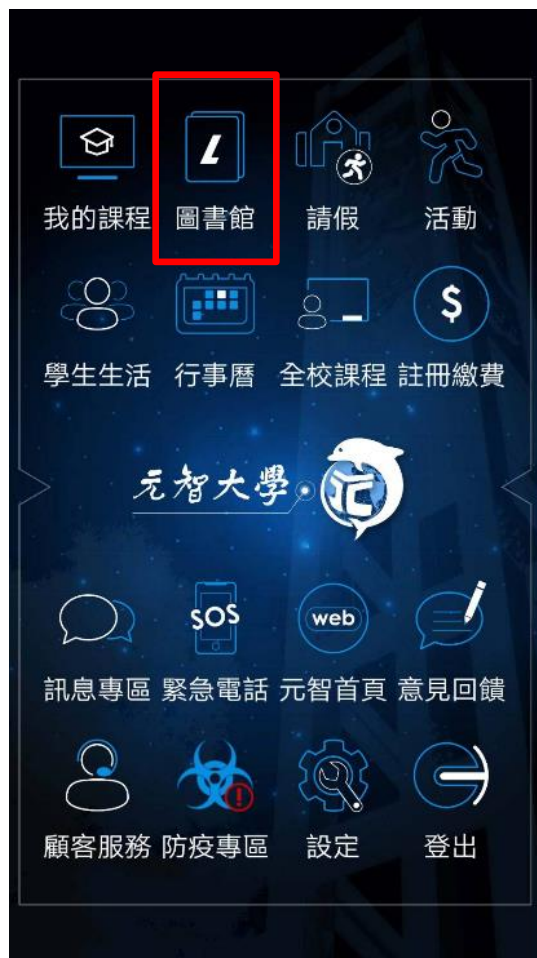 我的課程 圖書館 請假 活動
學生生活 行事曆 全校課程 註冊繳費
$
元智大學
SOS
web
訊息專區 緊急電話 元智首頁 意見回饋
顧客服務 防疫專區 設定 登出